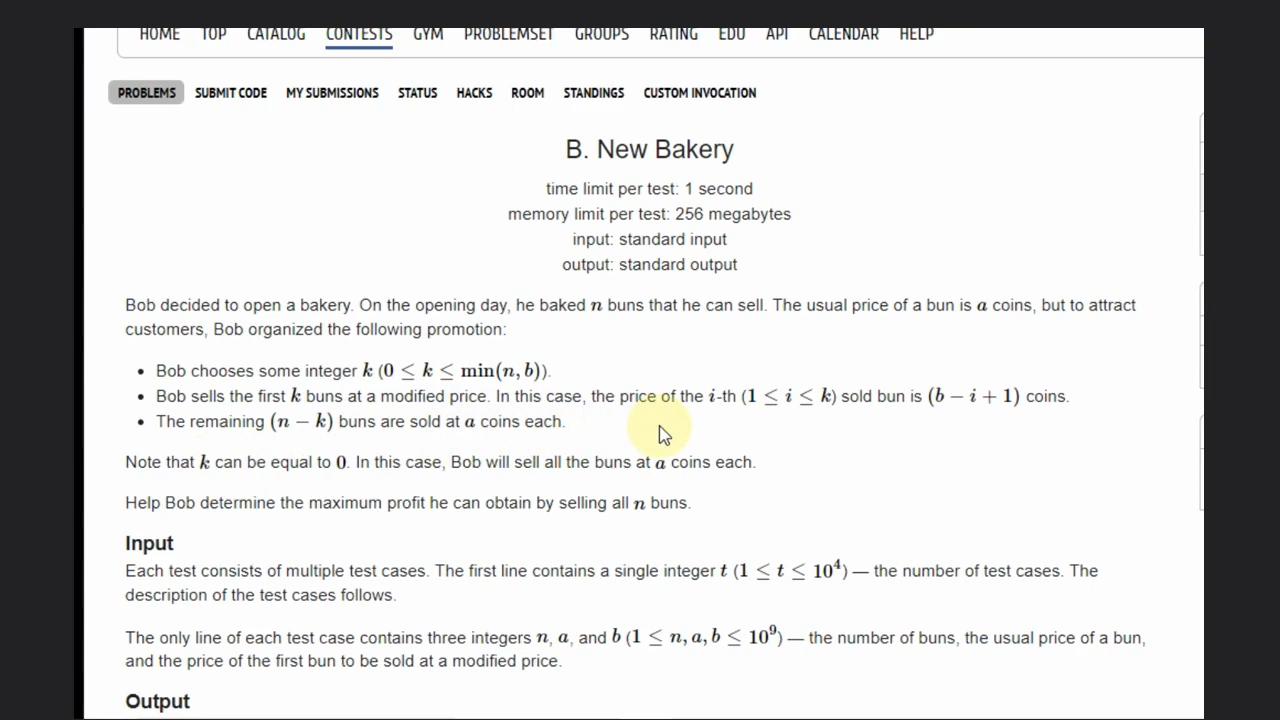 HOME TOP CATALOG CONTESTS GYM PROBLEMSET GROUPS RATING EDU API CALENDAR HELP
PROBLEMS SUBMIT CODE MY SUBMISSIONS STATUS HACKS ROOM STANDINGS CUSTOM INVOCATION
B. New Bakery
time limit per test: 1 second
memory limit per test: 256 megabytes
input: standard input
output: standard output
Bob decided to open a bakery. On the opening day, he baked n buns that he can sell. The usual price of a bun is a coins, but to attract
customers, Bob organized the following promotion:
• Bob chooses some integer k (0 ≤ k ≤ min(n, b)).
• Bob sells the first k buns at a modified price. In this case, the price of the i-th (1 ≤ i ≤ k) sold bun is (b − i + 1) coins.
• The remaining (n − k) buns are sold at a coins each.
Note that k can be equal to 0. In this case, Bob will sell all the buns at a coins each.
Help Bob determine the maximum profit he can obtain by selling all n buns.
Input
Each test consists of multiple test cases. The first line contains a single integer t (1 ≤ t ≤ 10⁴) — the number of test cases. The
description of the test cases follows.
The only line of each test case contains three integers n, a, and b (1 ≤ n, a, b ≤ 10⁹) — the number of buns, the usual price of a bun,
and the price of the first bun to be sold at a modified price.
Output